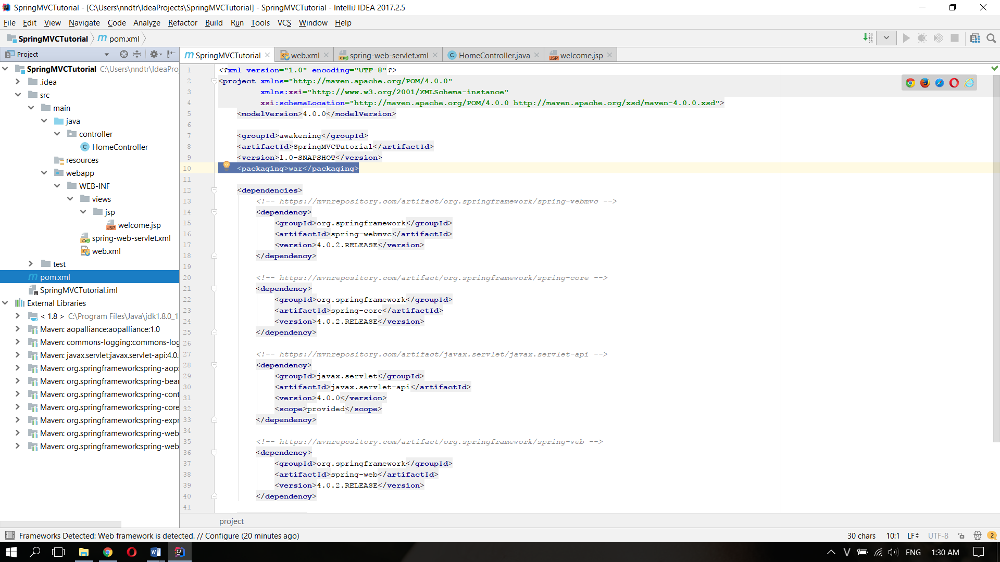 SpringMVCTutorial - [C:\Users\nndtr\IdeaProjects\SpringMVCTutorial] - SpringMVCTutorial - IntelliJ IDEA 2017.2.5
File Edit View Navigate Code Analyze Refactor Build Run Tools VCS Window Help
SpringMVCTutorial pom.xml
Project
SpringMVCTutorial web.xml spring-web-servlet.xml HomeController.java welcome.jsp
SpringMVCTutorial C:\Users\nndtr\IdeaPro
.idea
src
main
java
controller
HomeController
resources
webapp
WEB-INF
views
jsp
welcome.jsp
spring-web-servlet.xml
web.xml
test
pom.xml
SpringMVCTutorial.iml
External Libraries
< 1.8 > C:\Program Files\Java\jdk1.8.0_1
Maven: aopalliance:aopalliance:1.0
Maven: commons-logging:commons-log
Maven: javax.servlet:javax.servlet-api:4.0.
Maven: org.springframework:spring-aop:
Maven: org.springframework:spring-bear
Maven: org.springframework:spring-cont
Maven: org.springframework:spring-core
Maven: org.springframework:spring-expr
Maven: org.springframework:spring-web
Maven: org.springframework:spring-web
1 <?xml version="1.0" encoding="UTF-8"?>
2 <project xmlns="http://maven.apache.org/POM/4.0.0"
3 xmlns:xsi="http://www.w3.org/2001/XMLSchema-instance"
4 xsi:schemaLocation="http://maven.apache.org/POM/4.0.0 http://maven.apache.org/xsd/maven-4.0.0.xsd">
5 <modelVersion>4.0.0</modelVersion>
6
7 <groupId>awakening</groupId>
8 <artifactId>SpringMVCTutorial</artifactId>
9 <version>1.0-SNAPSHOT</version>
10 <packaging>war</packaging>
11
12 <dependencies>
13 <!-- https://mvnrepository.com/artifact/org.springframework/spring-webmvc -->
14 <dependency>
15 <groupId>org.springframework</groupId>
16 <artifactId>spring-webmvc</artifactId>
17 <version>4.0.2.RELEASE</version>
18 </dependency>
19
20 <!-- https://mvnrepository.com/artifact/org.springframework/spring-core -->
21 <dependency>
22 <groupId>org.springframework</groupId>
23 <artifactId>spring-core</artifactId>
24 <version>4.0.2.RELEASE</version>
25 </dependency>
26
27 <!-- https://mvnrepository.com/artifact/javax.servlet/javax.servlet-api -->
28 <dependency>
29 <groupId>javax.servlet</groupId>
30 <artifactId>javax.servlet-api</artifactId>
31 <version>4.0.0</version>
32 <scope>provided</scope>
33 </dependency>
34
35 <!-- https://mvnrepository.com/artifact/org.springframework/spring-web -->
36 <dependency>
37 <groupId>org.springframework</groupId>
38 <artifactId>spring-web</artifactId>
39 <version>4.0.2.RELEASE</version>
40 </dependency>
41
project
Frameworks Detected: Web framework is detected. // Configure (20 minutes ago)
30 chars 10:1 LF UTF-8 2
ENG 1:30 AM